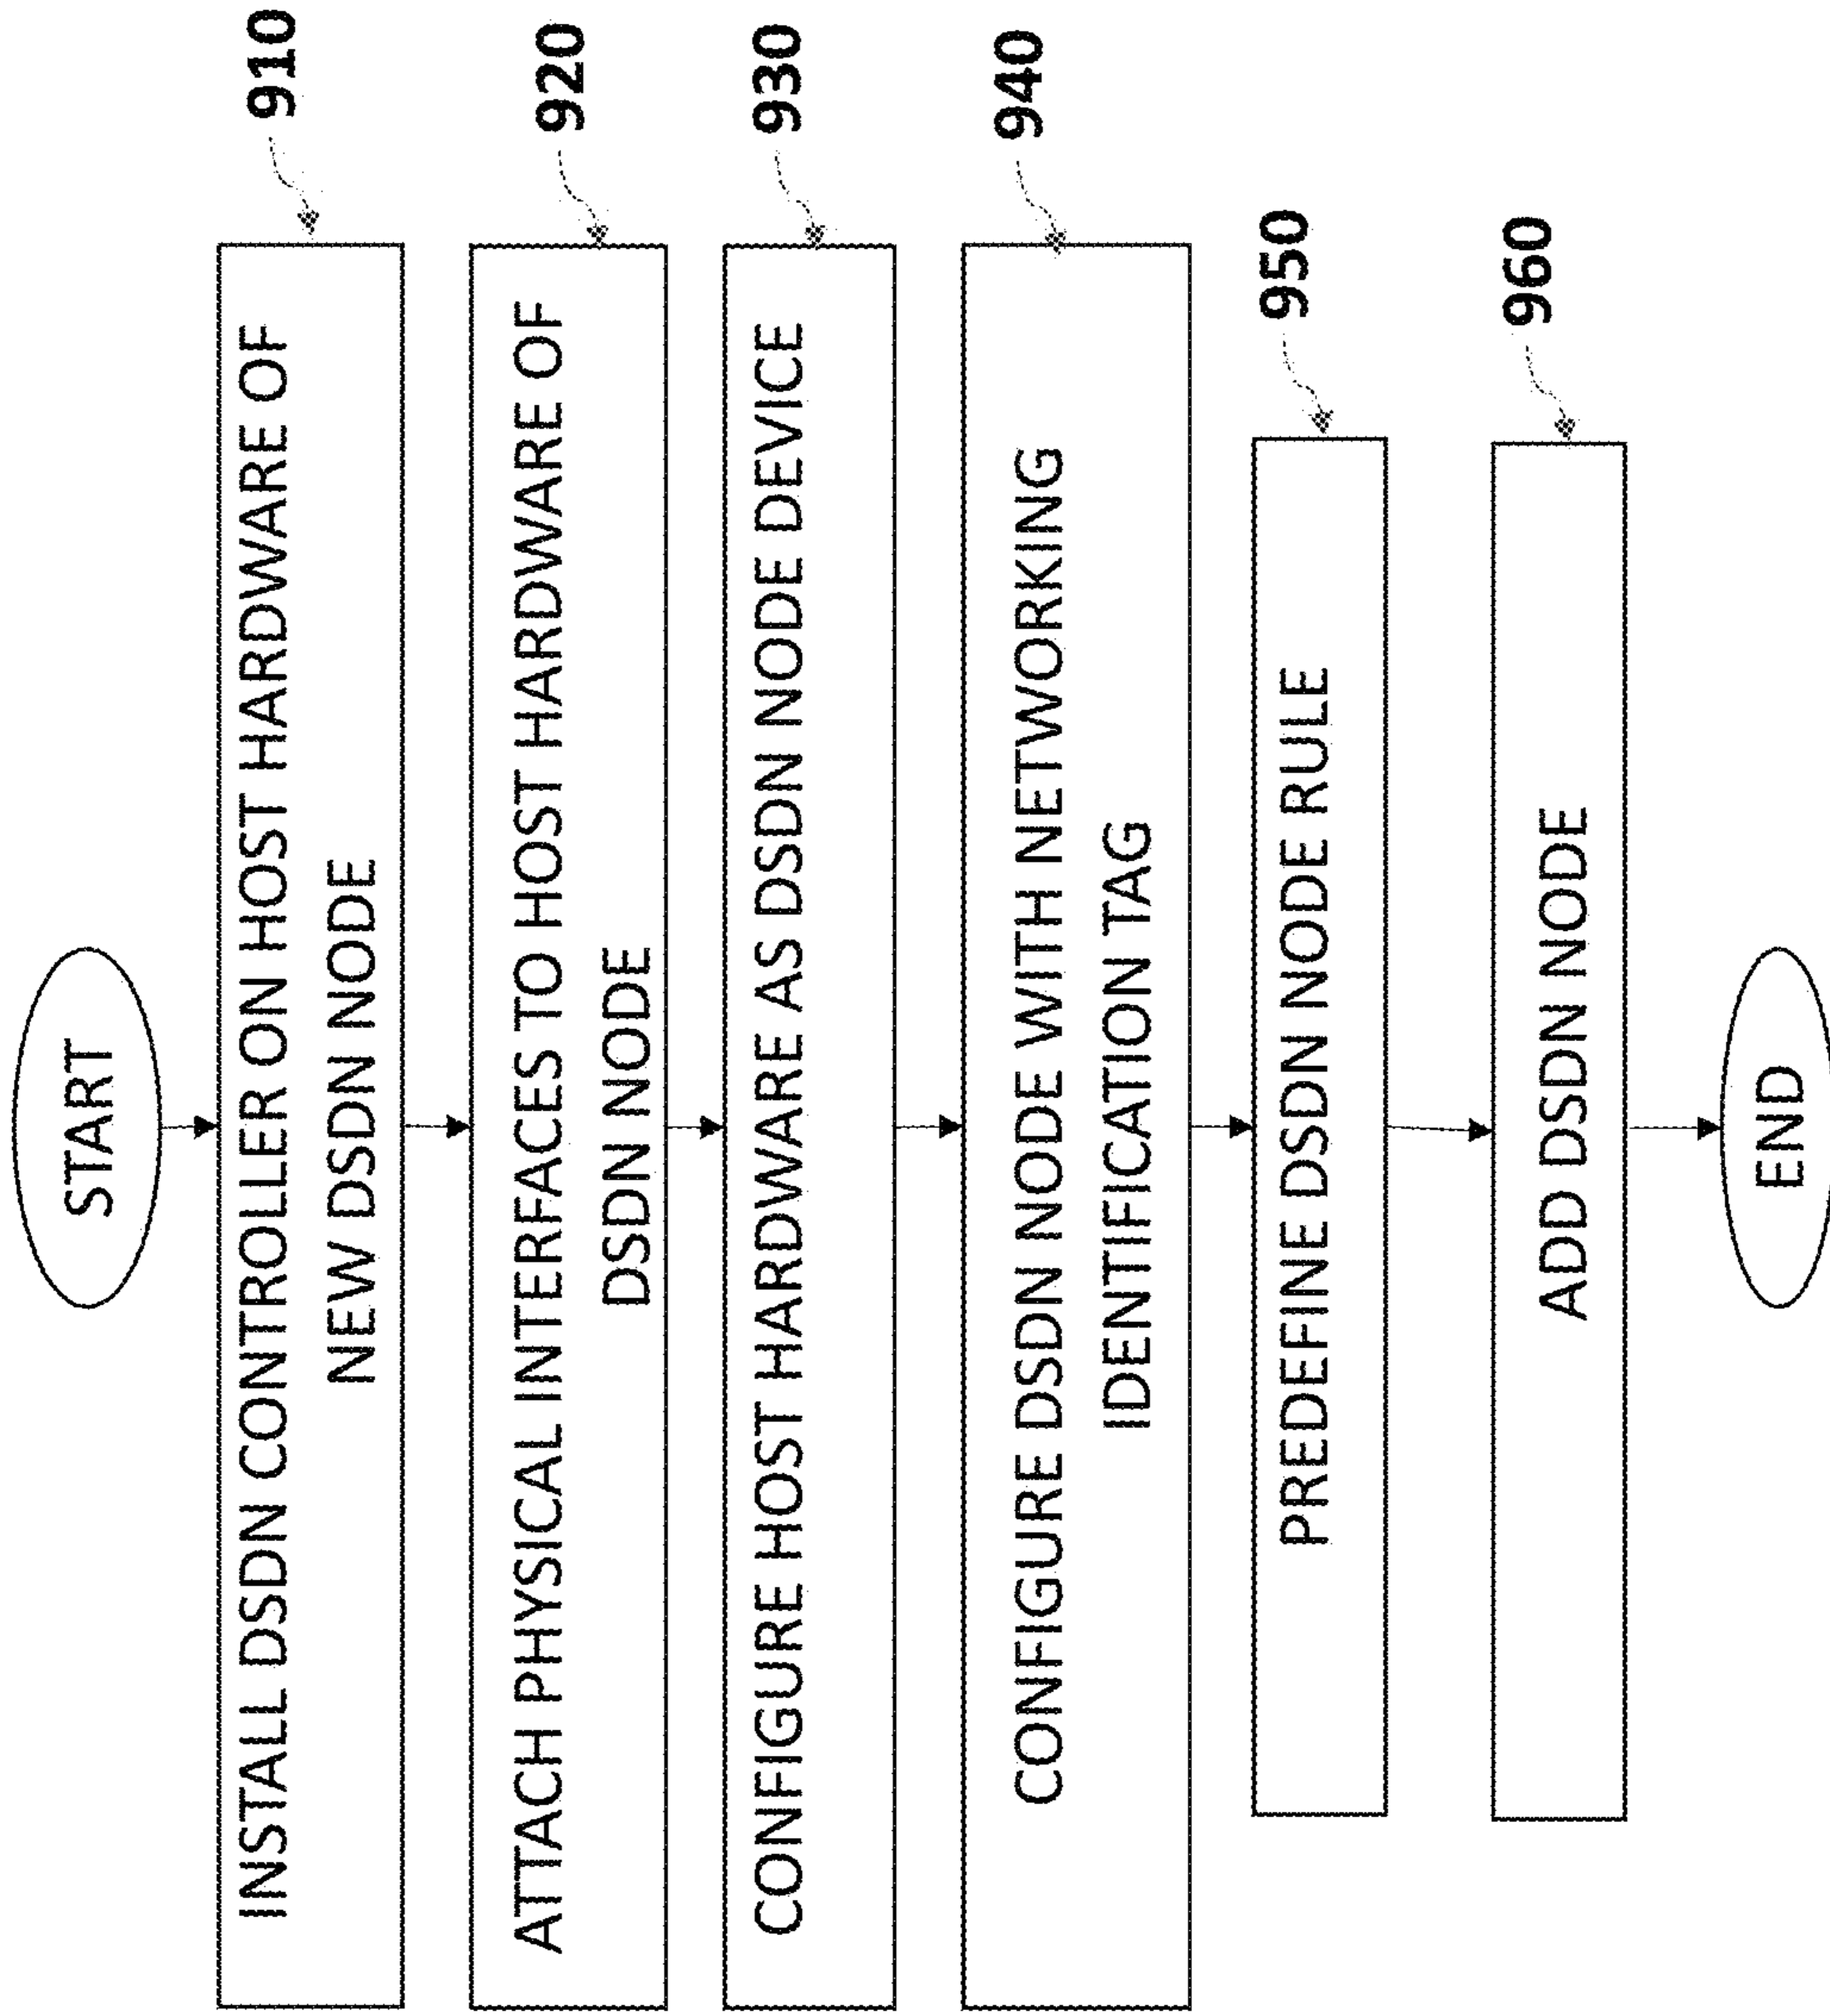 START
INSTALL DSDN CONTROLLER ON HOST HARDWARE OF
NEW DSDN NODE
910
ATTACH PHYSICAL INTERFACES TO HOST HARDWARE OF
DSDN NODE
920
CONFIGURE HOST HARDWARE AS DSDN NODE DEVICE
930
CONFIGURE DSDN NODE WITH NETWORKING
IDENTIFICATION TAG
940
PREDEFINE DSDN NODE RULE
950
ADD DSDN NODE
960
END